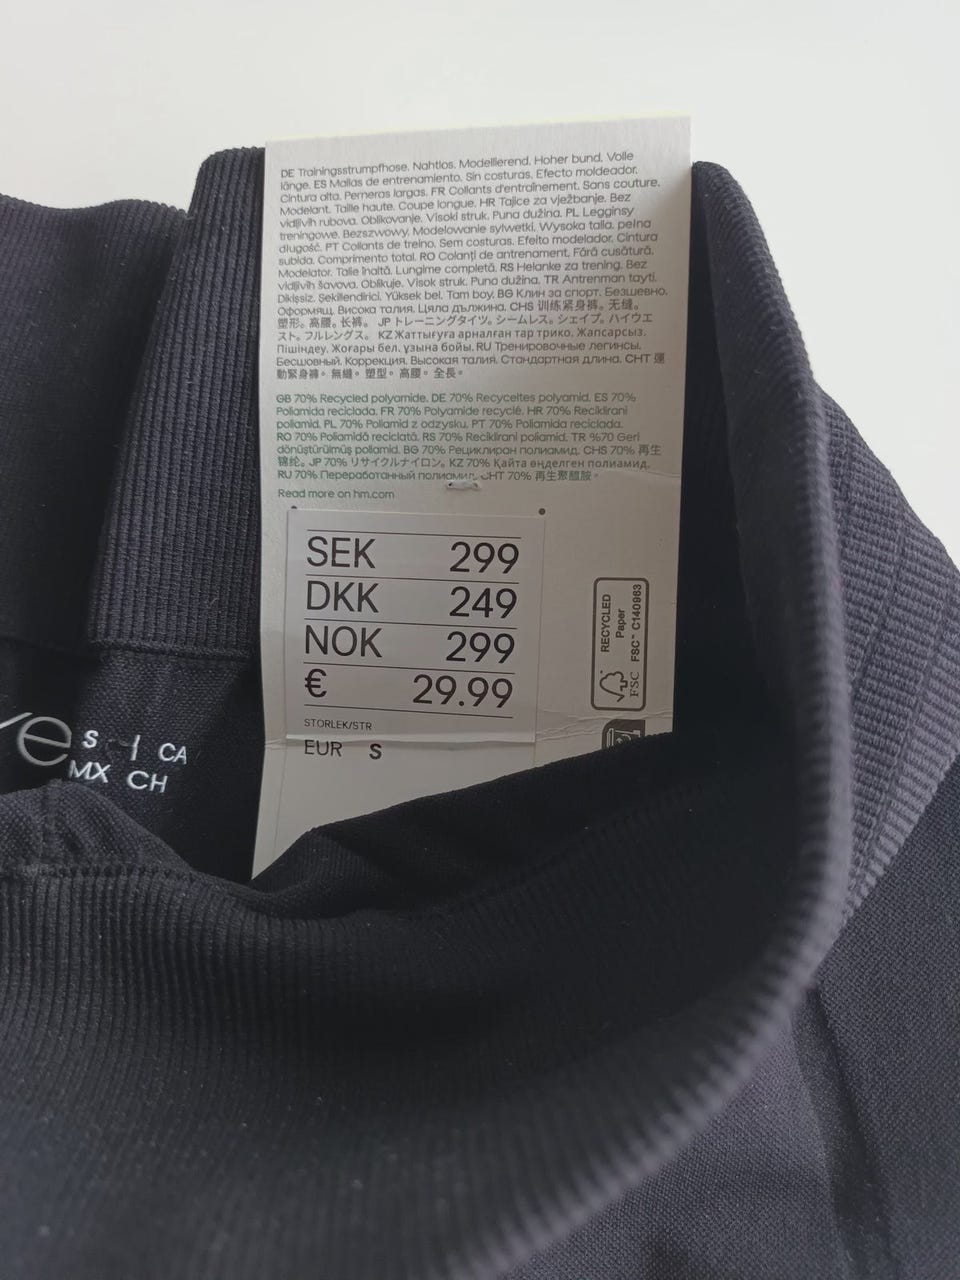 DE Trainingsstrumpfhose. Nahtlos. Modellierend. Hoher bund. Volle
länge. ES Mallas de entrenamiento. Sin costuras. Efecto moldeador.
Cintura alta. Perneras largas. FR Collants d'entraînement. Sans couture.
Modelant. Taille haute. Coupe longue. HR Tajice za vježbanje. Bez
vidljivih rubova. Oblikovanje. Visoki struk. Puna dužina. PL Legginsy
treningowe. Bezszwowy. Modelowanie sylwetki. Wysoka talia. pełna
długość. PT Collants de treino. Sem costuras. Efeito modelador. Cintura
subida. Comprimento total. RO Colanți de antrenament. Fără cusătură.
Modelator. Talie înaltă. Lungime completă. RS Helanke za trening. Bez
vidljivih šavova. Oblikuje. Visok struk. Puna dužina. TR Antrenman tayti.
Dikişsiz. Şekillendirici. Yüksek bel. Tam boy. BG Клин за спорт. Безшевно.
Оформящ. Висока талия. Цяла дължина. CHS 训练紧身裤。无缝。
塑形。高腰。长裤。 JP トレーニングタイツ。シームレス。シェイプ。ハイウエ
スト。フルレングス。 KZ Жаттығуға арналған тар трико. Жапсарсыз.
Пішіндеу. Жоғары бел. ұзына бойы. RU Тренировочные легинсы.
Бесшовный. Коррекция. Высокая талия. Стандартная длина. CHT 運
動緊身褲。無縫。塑型。高腰。全長。
GB 70% Recycled polyamide. DE 70% Recyceltes polyamid. ES 70%
Poliamida reciclada. FR 70% Polyamide recyclé. HR 70% Reciklirani
poliamid. PL 70% Poliamid z odzysku. PT 70% Poliamida reciclada.
RO 70% Poliamidă reciclată. RS 70% Reciklirani poliamid. TR %70 Geri
dönüştürülmüş poliamid. BG 70% Рециклиран полиамид. CHS 70% 再生
锦纶。JP 70% リサイクルナイロン。KZ 70% Қайта өңделген полиамид.
RU 70% Переработанный полиамид. CHT 70% 再生聚醯胺。
Read more on hm.com
SEK 299
DKK 249
NOK 299
€ 29.99
STORLEK/STR
EUR S
RECYCLED
Paper
FSC™ C140983
FSC
S CA
MX CH